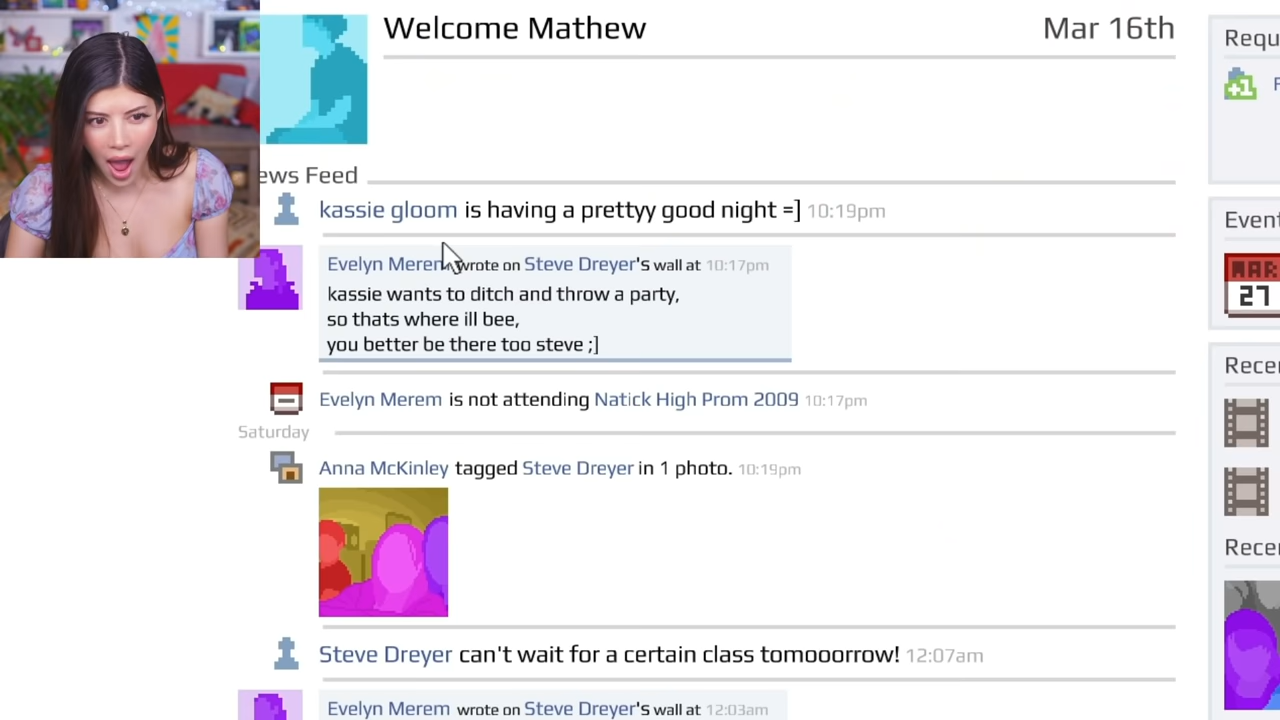 Welcome Mathew
Mar 16th
Requ
+1
ews Feed
kassie gloom is having a prettyy good night =] 10:19pm
Event
Evelyn Merem wrote on Steve Dreyer's wall at 10:17pm
kassie wants to ditch and throw a party,
so thats where ill bee,
you better be there too steve ;]
MAR
27
Evelyn Merem is not attending Natick High Prom 2009 10:17pm
Rece
Saturday
Anna McKinley tagged Steve Dreyer in 1 photo. 10:19pm
Rece
Steve Dreyer can't wait for a certain class tomooorrow! 12:07am
Evelyn Merem wrote on Steve Dreyer's wall at 12:03am